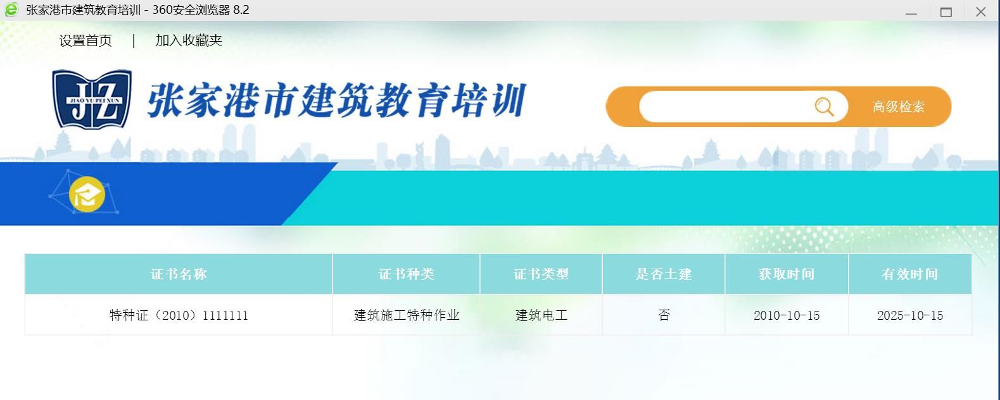 张家港市建筑教育培训 - 360安全浏览器 8.2
设置首页 | 加入收藏夹
JZ
JIAO YU PEI XUN
张家港市建筑教育培训
高级检索
证书名称 证书种类 证书类型 是否土建 获取时间 有效时间
特种证（2010）1111111 建筑施工特种作业 建筑电工 否 2010-10-15 2025-10-15